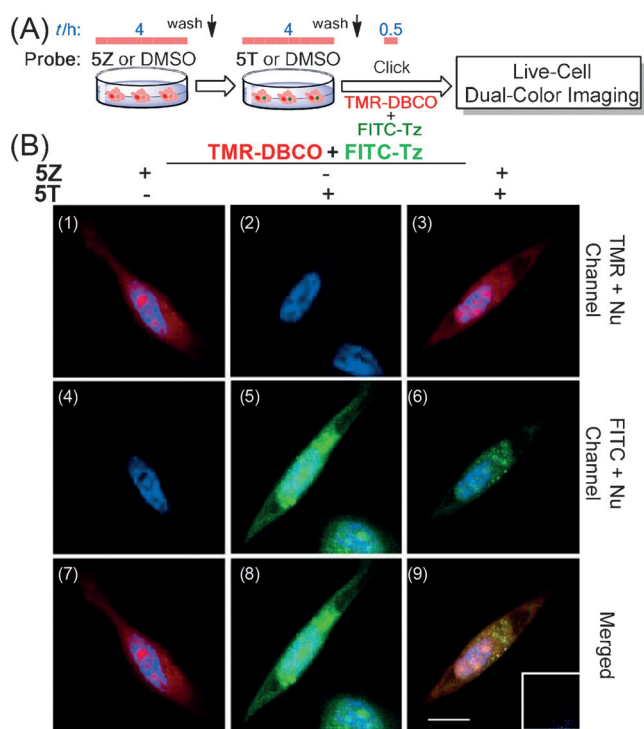 (A) t/h: 4 wash 4 wash 0.5
Probe: 5Z or DMSO 5T or DMSO Click
TMR-DBCO
+
FITC-Tz
Live-Cell
Dual-Color Imaging
(B)
TMR-DBCO + FITC-Tz
5Z + - +
5T - + +
(1) (2) (3)
TMR + Nu
Channel
(4) (5) (6)
FITC + Nu
Channel
(7) (8) (9)
Merged